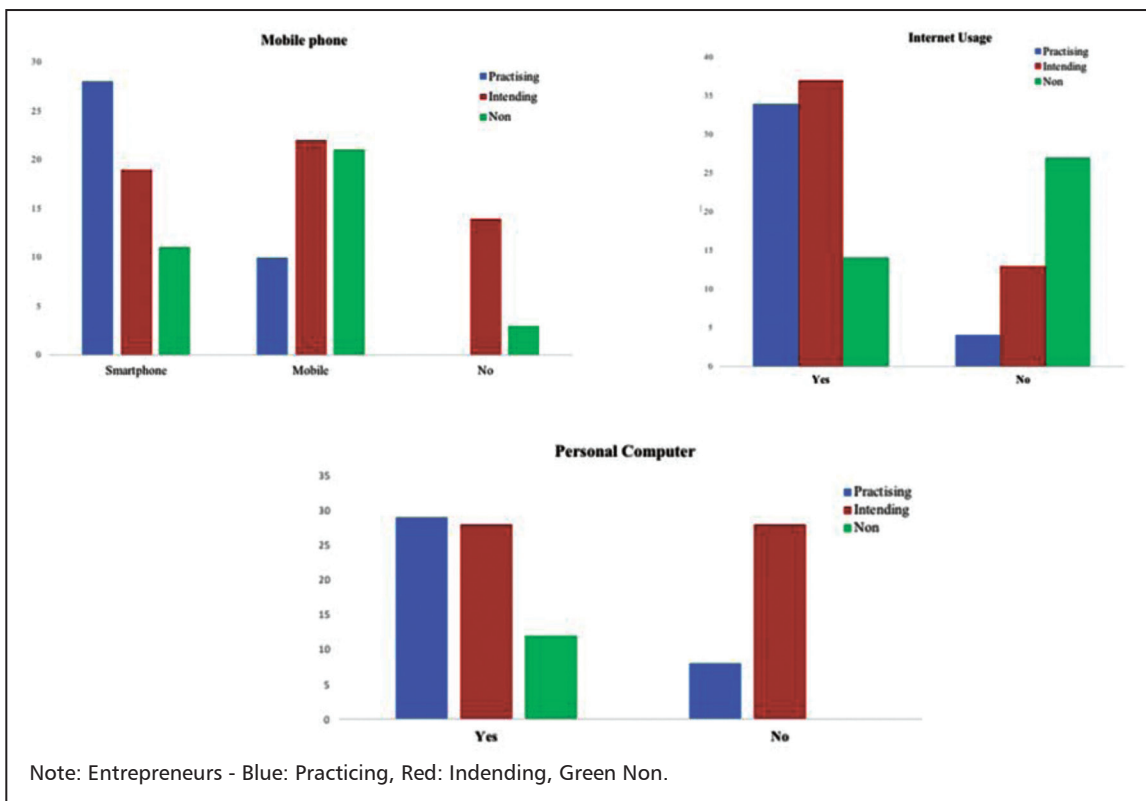 Mobile phone
30
25
20
15
10
5
0
Smartphone
Mobile
No
Practising
Intending
Non
Internet Usage
40
35
30
25
20
15
10
5
0
Yes
No
Practising
Intending
Non
Personal Computer
35
30
25
20
15
10
5
0
Yes
No
Practising
Intending
Non
Note: Entrepreneurs - Blue: Practicing, Red: Indending, Green Non.